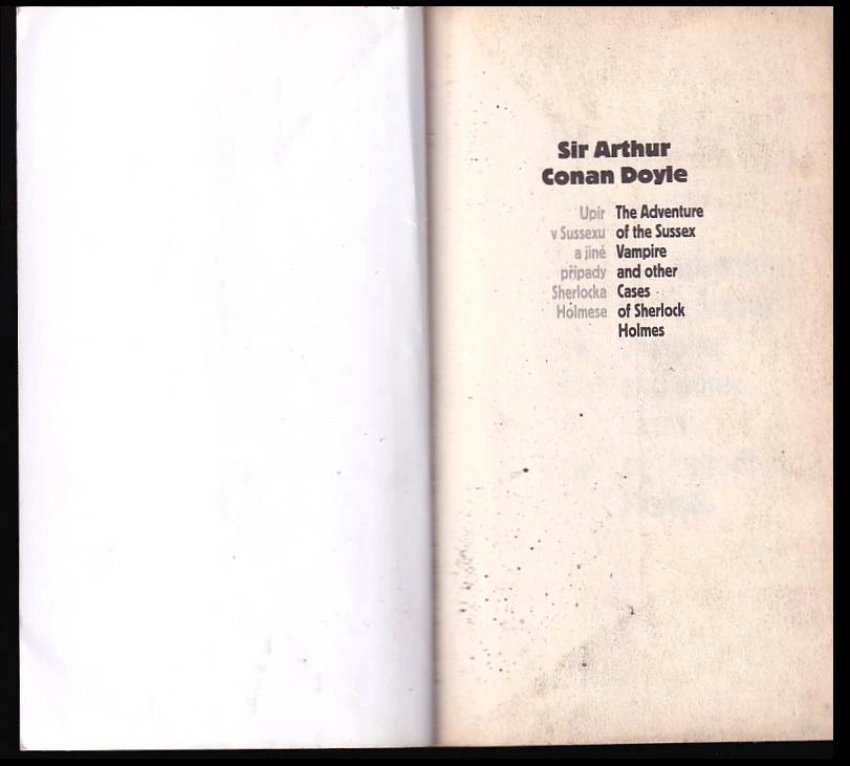 Sir Arthur
Conan Doyle
Upír
v Sussexu
a jiné
případy
Sherlocka
Holmese
The Adventure
of the Sussex
Vampire
and other
Cases
of Sherlock
Holmes